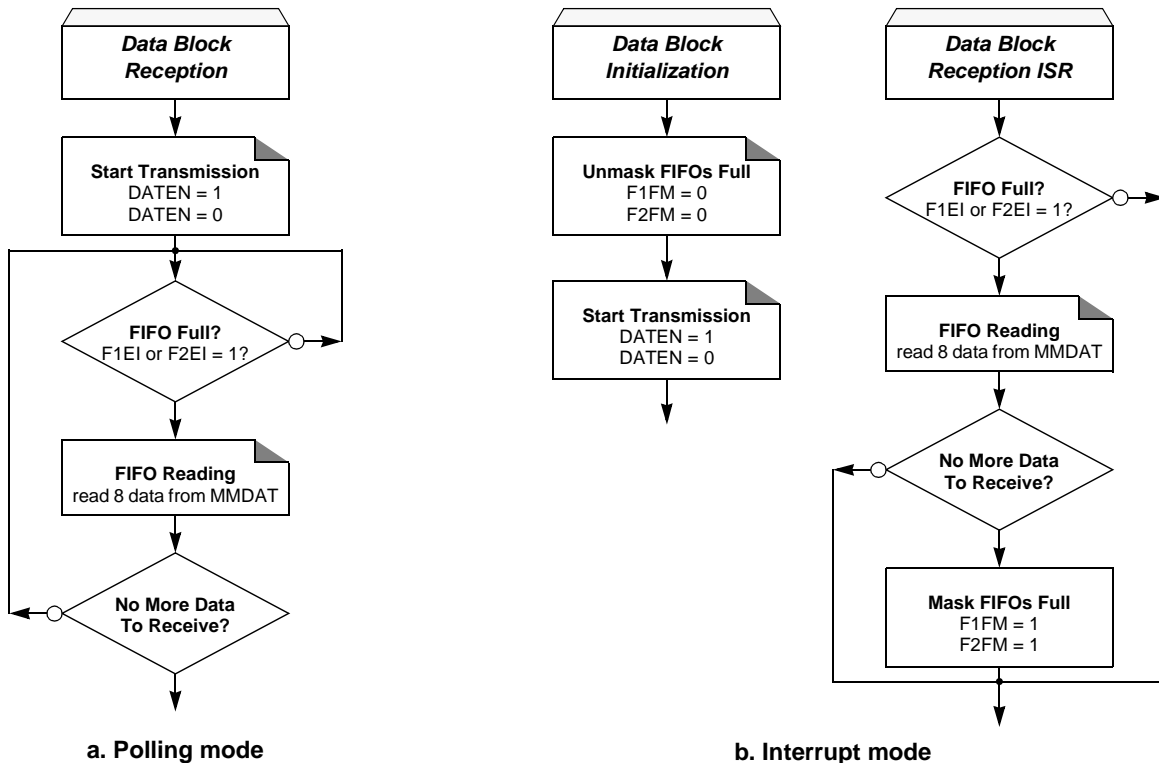 Data Block
Reception
Start Transmission
DATEN = 1
DATEN = 0
FIFO Full?
F1EI or F2EI = 1?
FIFO Reading
read 8 data from MMDAT
No More Data
To Receive?
a. Polling mode
Data Block
Initialization
Unmask FIFOs Full
F1FM = 0
F2FM = 0
Start Transmission
DATEN = 1
DATEN = 0
Data Block
Reception ISR
FIFO Full?
F1EI or F2EI = 1?
FIFO Reading
read 8 data from MMDAT
No More Data
To Receive?
Mask FIFOs Full
F1FM = 1
F2FM = 1
b. Interrupt mode